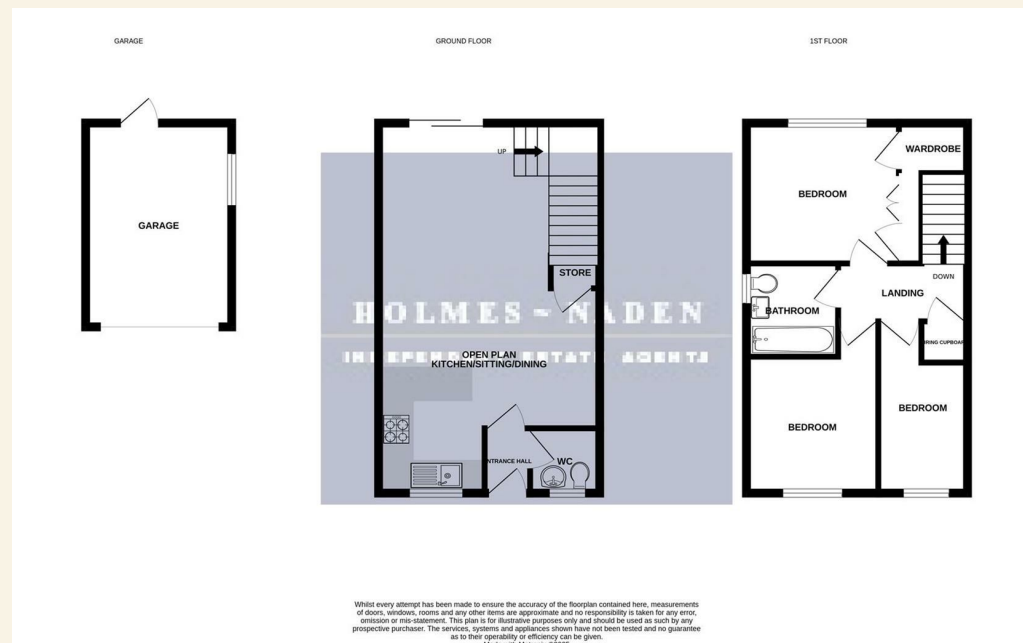 GARAGE
GROUND FLOOR
1ST FLOOR
GARAGE
UP
STORE
OPEN PLAN
KITCHEN/SITTING/DINING
ENTRANCE HALL
WC
WARDROBE
BEDROOM
DOWN
LANDING
BATHROOM
AIRING CUPBOARD
BEDROOM
BEDROOM
HOLMES - NADEN
INDEPENDENT ESTATE AGENTS
Whilst every attempt has been made to ensure the accuracy of the floorplan contained here, measurements
of doors, windows, rooms and any other items are approximate and no responsibility is taken for any error,
omission or mis-statement. This plan is for illustrative purposes only and should be used as such by any
prospective purchaser. The services, systems and appliances shown have not been tested and no guarantee
as to their operability or efficiency can be given.